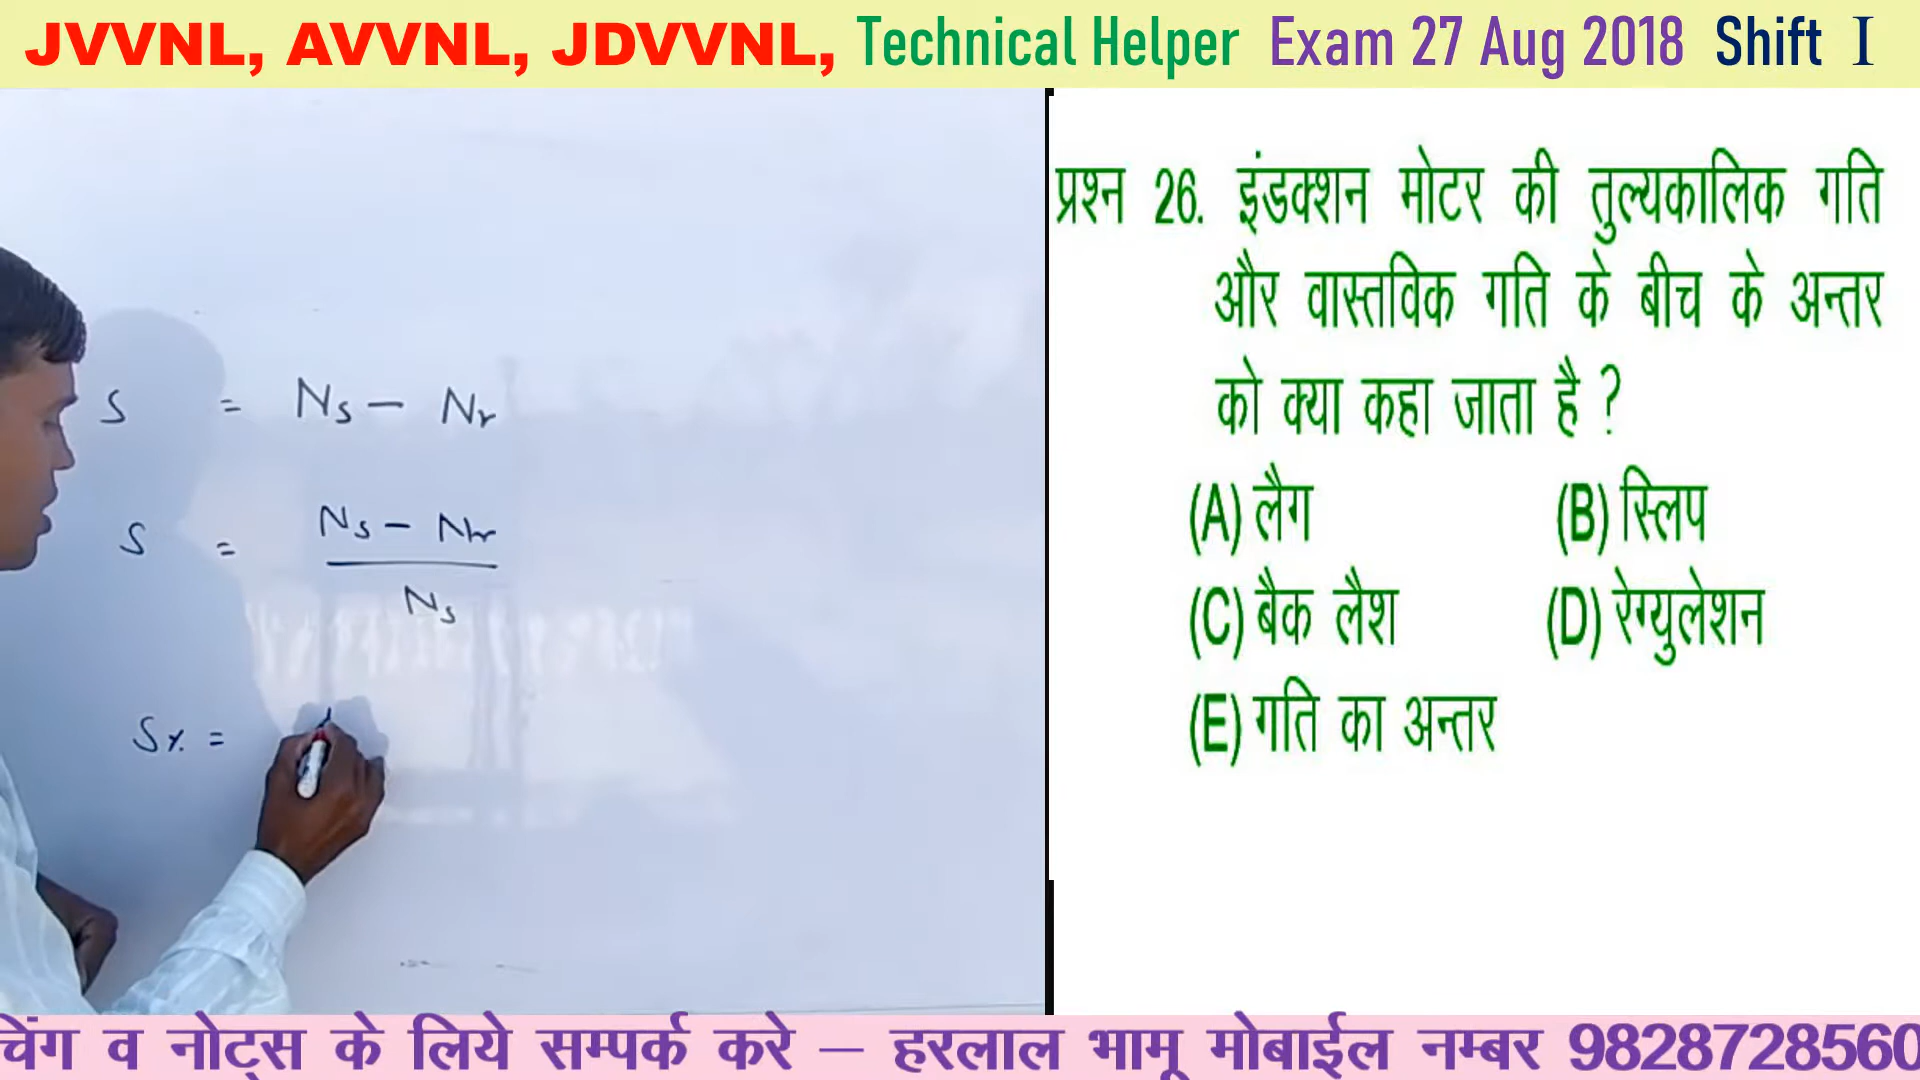 JVVNL, AVVNL, JDVVNL, Technical Helper Exam 27 Aug 2018 Shift I
S = Ns - Nr
S = Ns - Nr
Ns
S% =
प्रश्न 26. इंडक्शन मोटर की तुल्यकालिक गति
और वास्तविक गति के बीच के अन्तर
को क्या कहा जाता है ?
(A) लैग (B) स्लिप
(C) बैक लैश (D) रेग्युलेशन
(E) गति का अन्तर
चिंग व नोट्स के लिये सम्पर्क करे – हरलाल भामू मोबाईल नम्बर 9828728560